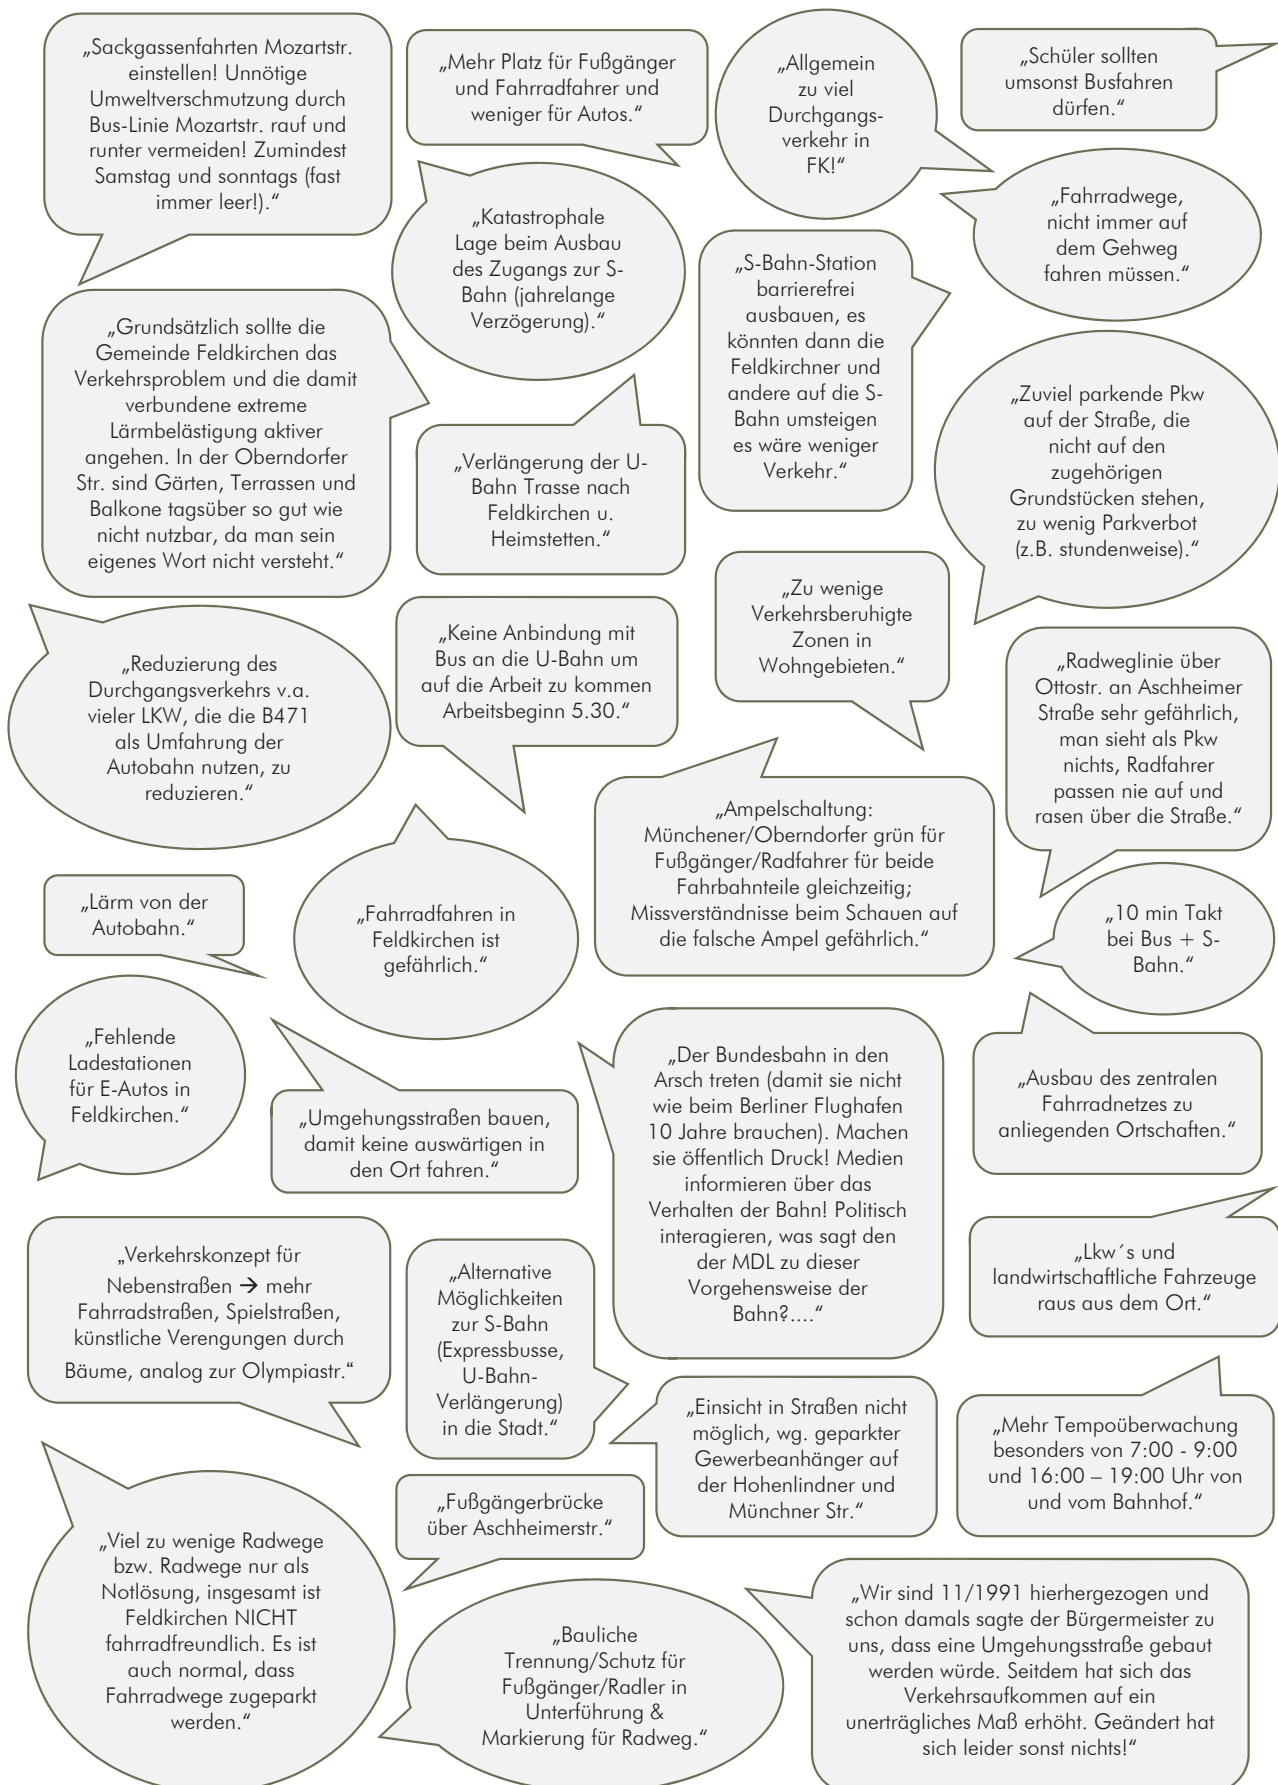 „Sackgassenfahrten Mozartstr.
einstellen! Unnötige
Umweltverschmutzung durch
Bus-Linie Mozartstr. rauf und
runter vermeiden! Zumindest
Samstag und sonntags (fast
immer leer!).“
„Mehr Platz für Fußgänger
und Fahrradfahrer und
weniger für Autos.“
„Allgemein
zu viel
Durchgangs-
verkehr in
FK!“
„Schüler sollten
umsonst Busfahren
dürfen.“
„Katastrophale
Lage beim Ausbau
des Zugangs zur S-
Bahn (jahrelange
Verzögerung).“
„Fahrradwege,
nicht immer auf
dem Gehweg
fahren müssen.“
„S-Bahn-Station
barrierefrei
ausbauen, es
könnten dann die
Feldkirchner und
andere auf die S-
Bahn umsteigen
es wäre weniger
Verkehr.“
„Grundsätzlich sollte die
Gemeinde Feldkirchen das
Verkehrsproblem und die damit
verbundene extreme
Lärmbelästigung aktiver
angehen. In der Oberndorfer
Str. sind Gärten, Terrassen und
Balkone tagsüber so gut wie
nicht nutzbar, da man sein
eigenes Wort nicht versteht.“
„Verlängerung der U-
Bahn Trasse nach
Feldkirchen u.
Heimstetten.“
„Zuviel parkende Pkw
auf der Straße, die
nicht auf den
zugehörigen
Grundstücken stehen,
zu wenig Parkverbot
(z.B. stundenweise).“
„Zu wenige
Verkehrsberuhigte
Zonen in
Wohngebieten.“
„Reduzierung des
Durchgangsverkehrs v.a.
vieler LKW, die die B471
als Umfahrung der
Autobahn nutzen, zu
reduzieren.“
„Keine Anbindung mit
Bus an die U-Bahn um
auf die Arbeit zu kommen
Arbeitsbeginn 5.30.“
„Radweglinie über
Ottostr. an Aschheimer
Straße sehr gefährlich,
man sieht als Pkw
nichts, Radfahrer
passen nie auf und
rasen über die Straße.“
„Ampelschaltung:
Münchener/Oberndorfer grün für
Fußgänger/Radfahrer für beide
Fahrbahnteile gleichzeitig;
Missverständnisse beim Schauen auf
die falsche Ampel gefährlich.“
„Lärm von der
Autobahn.“
„Fahrradfahren in
Feldkirchen ist
gefährlich.“
„10 min Takt
bei Bus + S-
Bahn.“
„Fehlende
Ladestationen
für E-Autos in
Feldkirchen.“
„Umgehungsstraßen bauen,
damit keine auswärtigen in
den Ort fahren.“
„Der Bundesbahn in den
Arsch treten (damit sie nicht
wie beim Berliner Flughafen
10 Jahre brauchen). Machen
sie öffentlich Druck! Medien
informieren über das
Verhalten der Bahn! Politisch
interagieren, was sagt den
der MDL zu dieser
Vorgehensweise der
Bahn?....“
„Ausbau des zentralen
Fahrradnetzes zu
anliegenden Ortschaften.“
„Verkehrskonzept für
Nebenstraßen → mehr
Fahrradstraßen, Spielstraßen,
künstliche Verengungen durch
Bäume, analog zur Olympiastr.“
„Alternative
Möglichkeiten
zur S-Bahn
(Expressbusse,
U-Bahn-
Verlängerung)
in die Stadt.“
„Lkw´s und
landwirtschaftliche Fahrzeuge
raus aus dem Ort.“
„Einsicht in Straßen nicht
möglich, wg. geparkter
Gewerbeanhänger auf
der Hohenlindner und
Münchner Str.“
„Mehr Tempoüberwachung
besonders von 7:00 - 9:00
und 16:00 – 19:00 Uhr von
und vom Bahnhof.“
„Fußgängerbrücke
über Aschheimerstr.“
„Viel zu wenige Radwege
bzw. Radwege nur als
Notlösung, insgesamt ist
Feldkirchen NICHT
fahrradfreundlich. Es ist
auch normal, dass
Fahrradwege zugeparkt
werden.“
„Bauliche
Trennung/Schutz für
Fußgänger/Radler in
Unterführung &
Markierung für Radweg.“
„Wir sind 11/1991 hierhergezogen und
schon damals sagte der Bürgermeister zu
uns, dass eine Umgehungsstraße gebaut
werden würde. Seitdem hat sich das
Verkehrsaufkommen auf ein
unerträgliches Maß erhöht. Geändert hat
sich leider sonst nichts!“